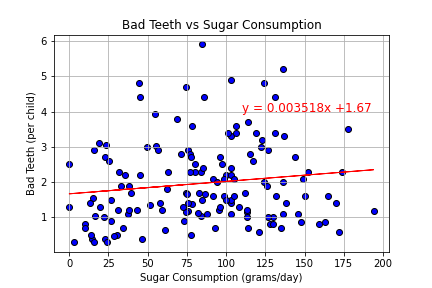 Bad Teeth vs Sugar Consumption
6
5
4
3
2
1
Bad Teeth (per child)
y = 0.003518x +1.67
0 25 50 75 100 125 150 175 200
Sugar Consumption (grams/day)